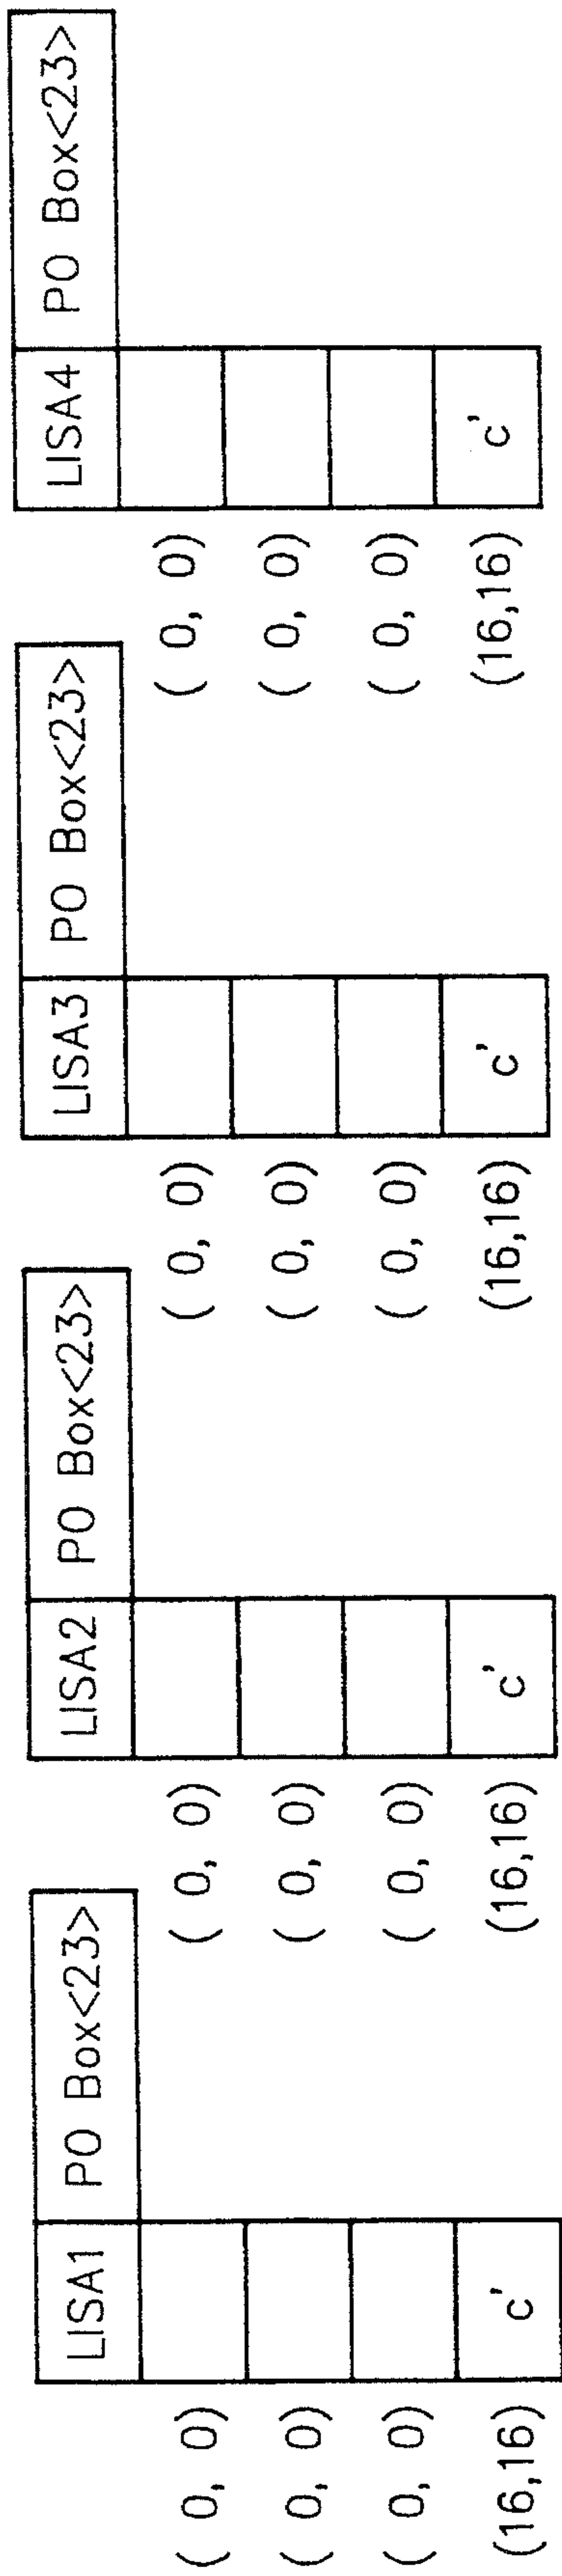 LISA1 PO Box<23>
( 0, 0)
( 0, 0)
( 0, 0)
(16,16) c'
LISA2 PO Box<23>
( 0, 0)
( 0, 0)
( 0, 0)
(16,16) c'
LISA3 PO Box<23>
( 0, 0)
( 0, 0)
( 0, 0)
(16,16) c'
LISA4 PO Box<23>
( 0, 0)
( 0, 0)
( 0, 0)
(16,16) c'